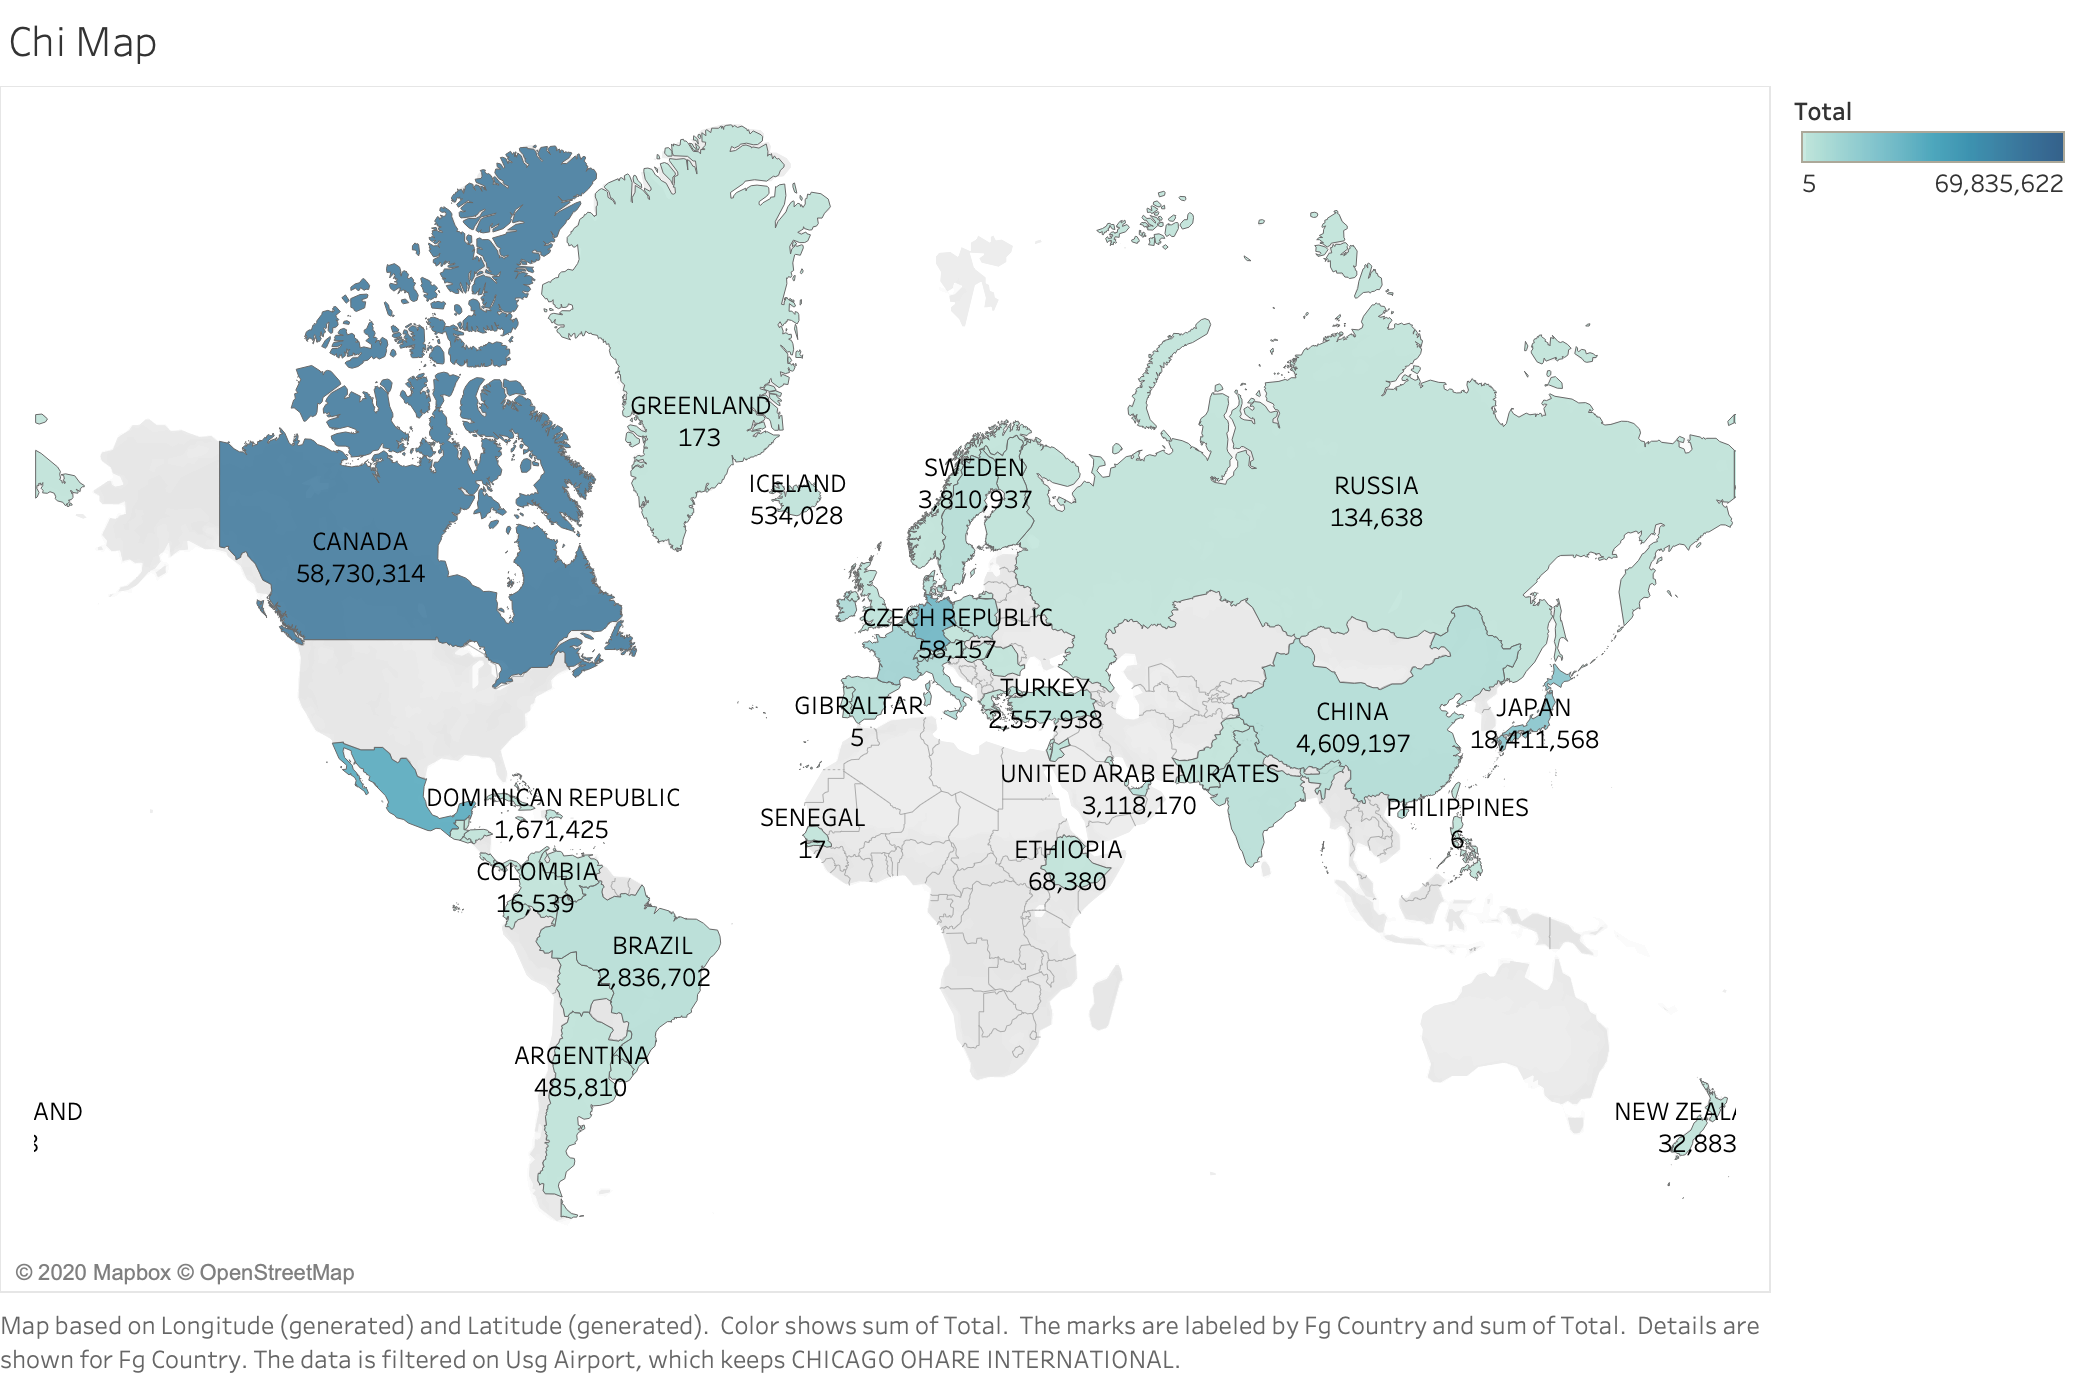 Chi Map
Total
5
69,835,622
GREENLAND
173
ICELAND
534,028
SWEDEN
3,810,937
RUSSIA
134,638
CANADA
58,730,314
CZECH REPUBLIC
58,157
GIBRALTAR
5
TURKEY
2,557,938
CHINA
4,609,197
JAPAN
18,411,568
DOMINICAN REPUBLIC
1,671,425
SENEGAL
17
UNITED ARAB EMIRATES
3,118,170
PHILIPPINES
6
ETHIOPIA
68,380
COLOMBIA
16,539
BRAZIL
2,836,702
ARGENTINA
485,810
AND
3
NEW ZEALA
32,883
© 2020 Mapbox © OpenStreetMap
Map based on Longitude (generated) and Latitude (generated).  Color shows sum of Total.  The marks are labeled by Fg Country and sum of Total.  Details are
shown for Fg Country. The data is filtered on Usg Airport, which keeps CHICAGO OHARE INTERNATIONAL.